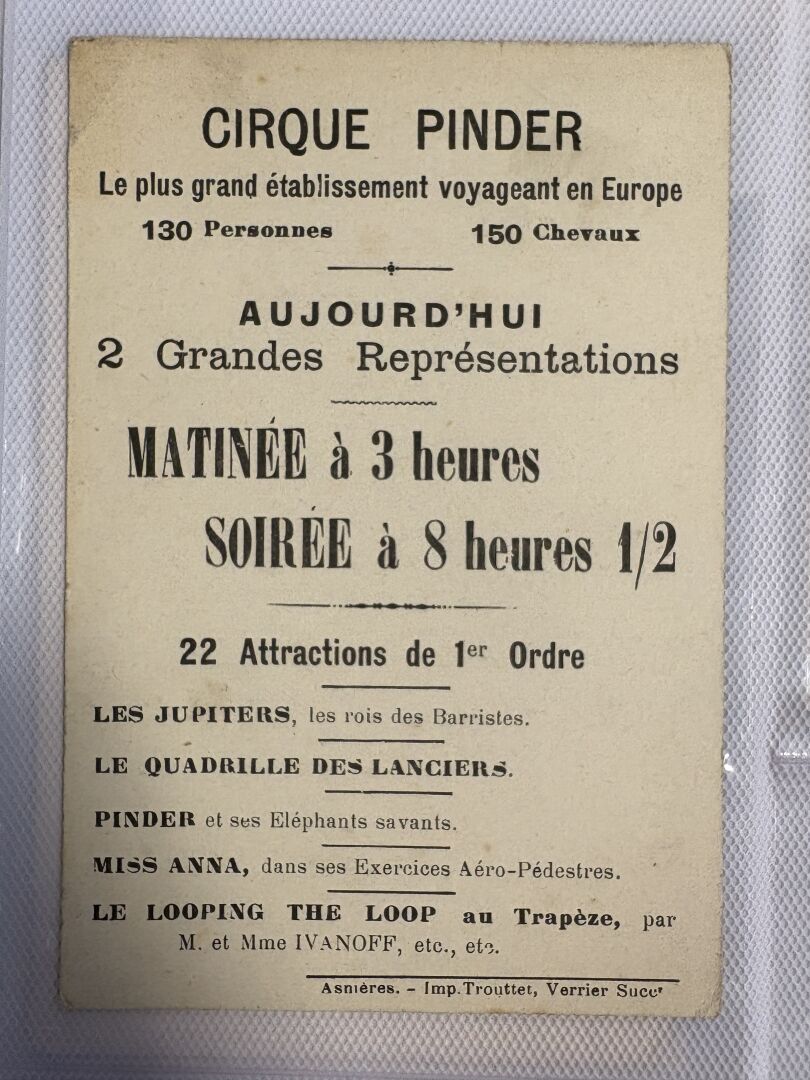 CIRQUE PINDER
Le plus grand établissement voyageant en Europe
130 Personnes 150 Chevaux
AUJOURD'HUI
2 Grandes Représentations
MATINÉE à 3 heures
SOIRÉE à 8 heures 1/2
22 Attractions de 1er Ordre
LES JUPITERS, les rois des Barristes.
LE QUADRILLE DES LANCIERS.
PINDER et ses Eléphants savants.
MISS ANNA, dans ses Exercices Aéro-Pédestres.
LE LOOPING THE LOOP au Trapèze, par
M. et Mme IVANOFF, etc., etc.
Asnières. - Imp. Trouttet, Verrier Succr